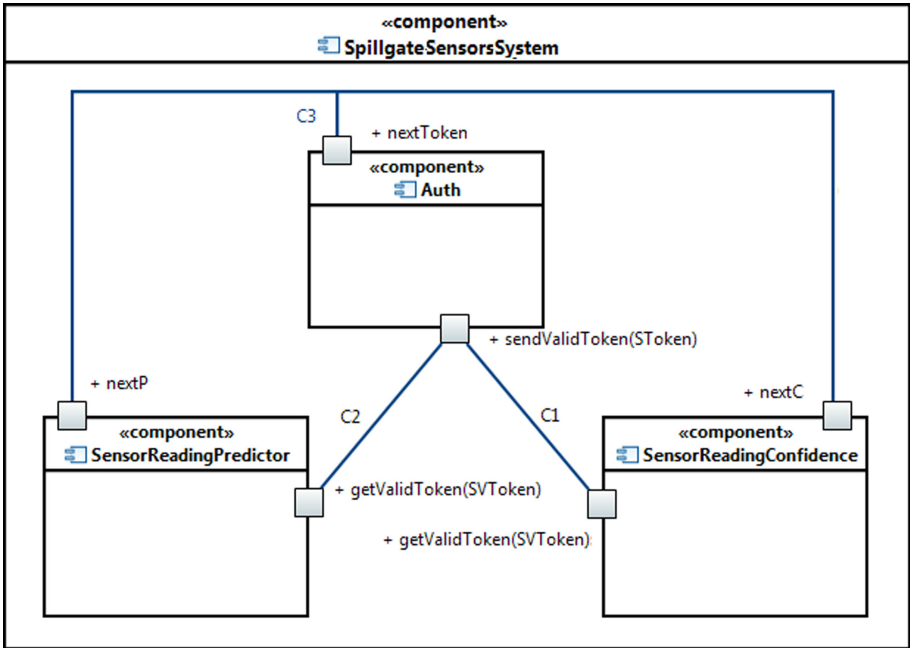 «component»
SpillgateSensorsSystem
C3
+ nextToken
«component»
Auth
+ sendValidToken(SToken)
+ nextP
+ nextC
C2
C1
«component»
SensorReadingPredictor
«component»
SensorReadingConfidence
+ getValidToken(SVToken)
+ getValidToken(SVToken)